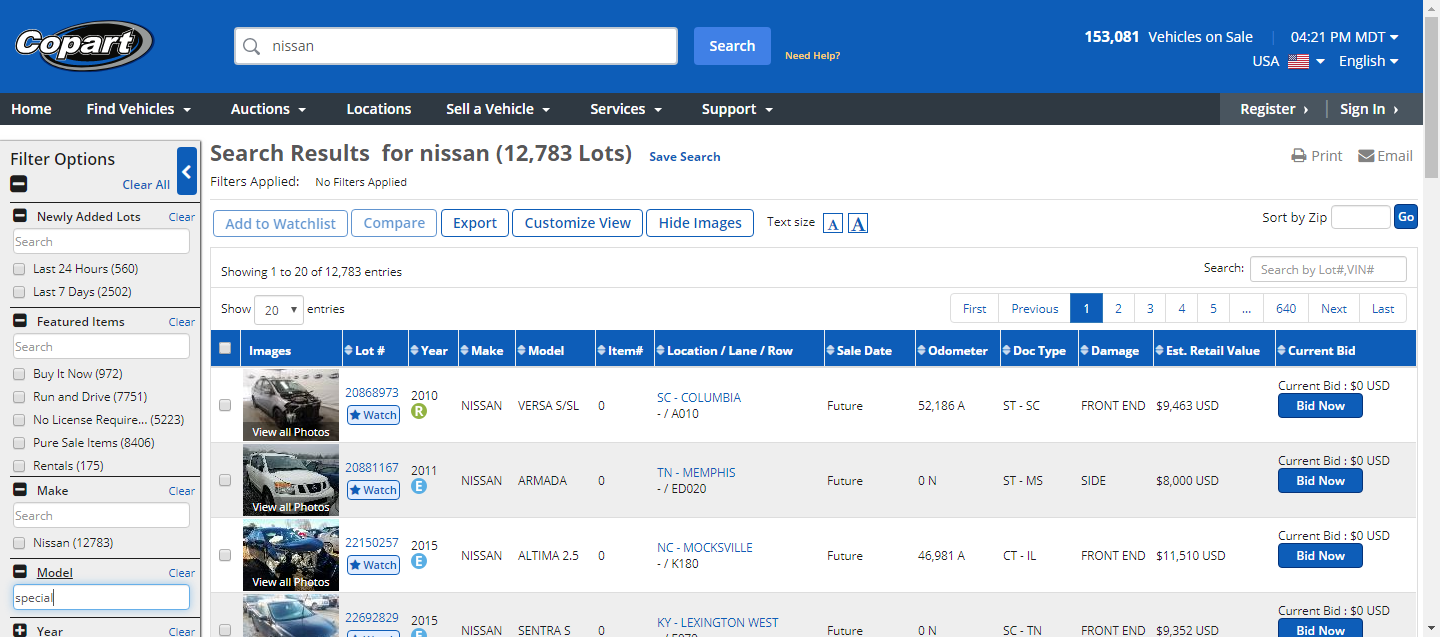 Copart
nissan
Search
Need Help?
153,081 Vehicles on Sale
04:21 PM MDT
USA
English
Home
Find Vehicles
Auctions
Locations
Sell a Vehicle
Services
Support
Register ›
Sign In ›
Filter Options
Clear All
Newly Added Lots Clear
Search
Last 24 Hours (560)
Last 7 Days (2502)
Featured Items Clear
Search
Buy It Now (972)
Run and Drive (7751)
No License Require... (5223)
Pure Sale Items (8406)
Rentals (175)
Make Clear
Search
Nissan (12783)
Model Clear
special
Year Clear
Search Results for nissan (12,783 Lots) Save Search
Print Email
Filters Applied: No Filters Applied
Add to Watchlist Compare Export Customize View Hide Images Text size A A
Sort by Zip Go
Showing 1 to 20 of 12,783 entries
Search: Search by Lot#,VIN#
Show 20 entries
First Previous 1 2 3 4 5 ... 640 Next Last
Images Lot # Year Make Model Item# Location / Lane / Row Sale Date Odometer Doc Type Damage Est. Retail Value Current Bid
View all Photos
20868973
Watch
2010
R
NISSAN VERSA S/SL 0
SC - COLUMBIA
- / A010
Future 52,186 A ST - SC FRONT END $9,463 USD
Current Bid : $0 USD
Bid Now
View all Photos
20881167
Watch
2011
E
NISSAN ARMADA 0
TN - MEMPHIS
- / ED020
Future 0 N ST - MS SIDE $8,000 USD
Current Bid : $0 USD
Bid Now
View all Photos
22150257
Watch
2015
E
NISSAN ALTIMA 2.5 0
NC - MOCKSVILLE
- / K180
Future 46,981 A CT - IL FRONT END $11,510 USD
Current Bid : $0 USD
Bid Now
22692829
2015
NISSAN SENTRA S 0
KY - LEXINGTON WEST
Future 0 N SC - TN FRONT END $9,352 USD
Current Bid : $0 USD
Bid Now